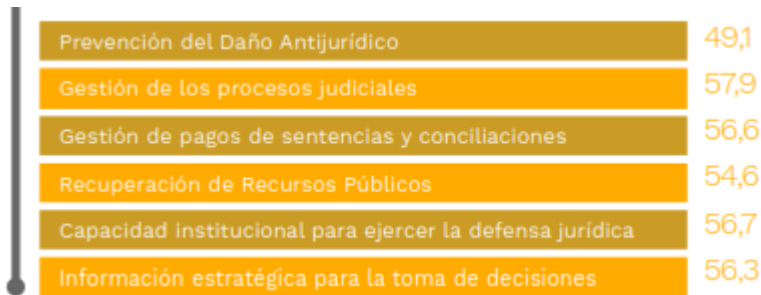 Prevención del Daño Antijurídico 49,1
Gestión de los procesos judiciales 57,9
Gestión de pagos de sentencias y conciliaciones 56,6
Recuperación de Recursos Públicos 54,6
Capacidad institucional para ejercer la defensa jurídica 56,7
Información estratégica para la toma de decisiones 56,3